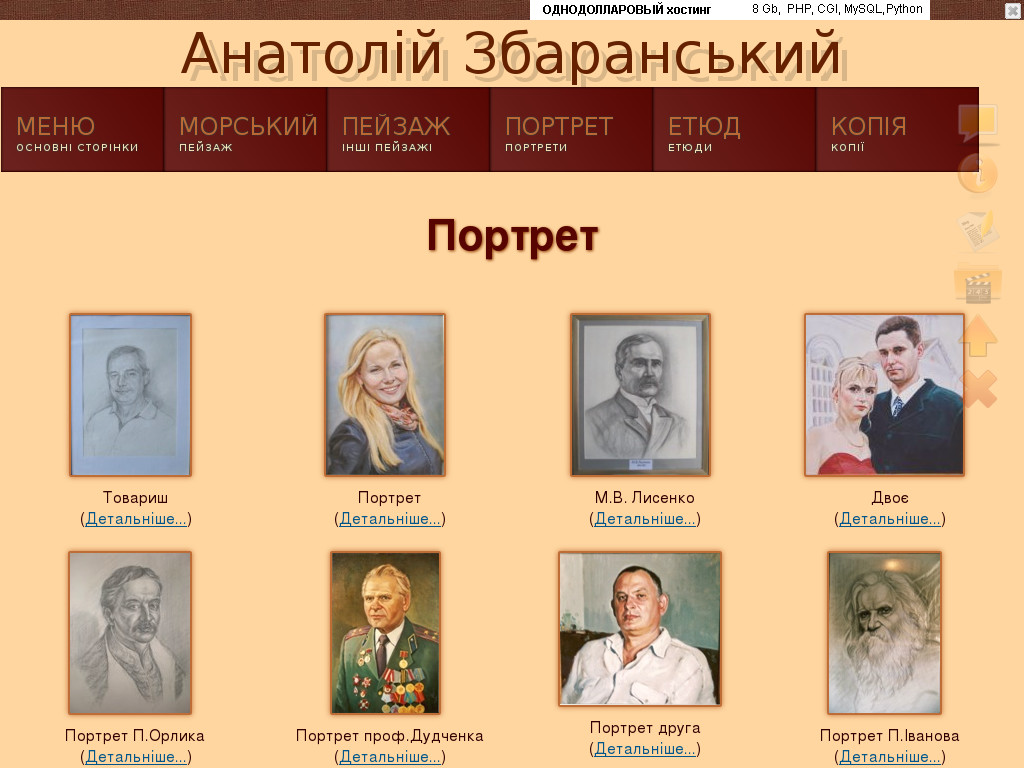 ОДНОДОЛЛАРОВЫЙ хостинг 8 Gb, PHP, CGI, MySQL,Python
Анатолій Збаранський
МЕНЮ МОРСЬКИЙ ПЕЙЗАЖ ПОРТРЕТ ЕТЮД КОПІЯ
ОСНОВНІ СТОРІНКИ ПЕЙЗАЖ ІНШІ ПЕЙЗАЖІ ПОРТРЕТИ ЕТЮДИ КОПІЇ
Портрет
Товариш Портрет М.В. Лисенко Двоє
(Детальніше...) (Детальніше...) (Детальніше...) (Детальніше...)
Портрет П.Орлика Портрет проф.Дудченка Портрет друга Портрет П.Іванова
(Детальніше...) (Детальніше...) (Детальніше...) (Детальніше...)